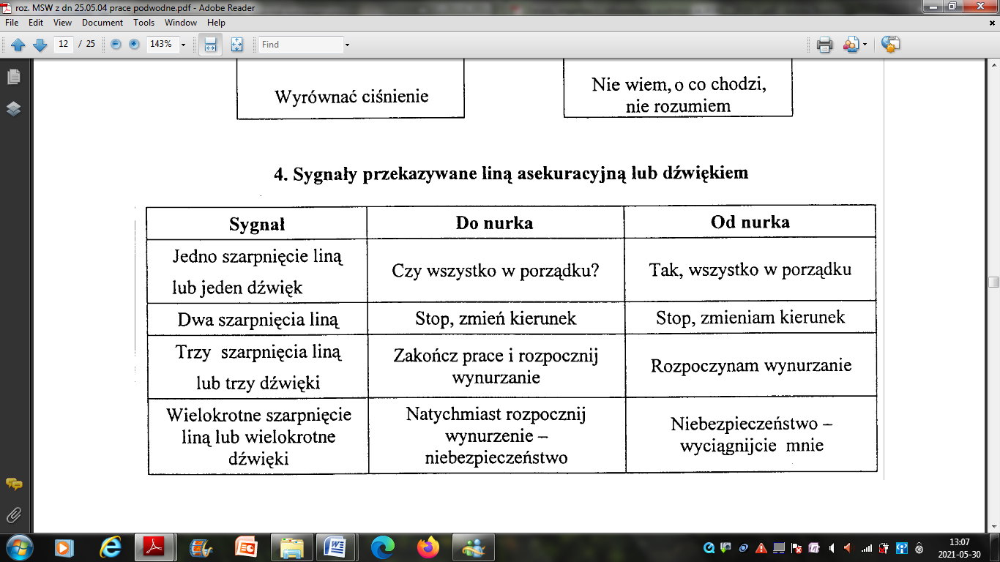 roz. MSW z dn 25.05.04 prace podwodne.pdf - Adobe Reader
File Edit View Document Tools Window Help
12 / 25 143% Find
Wyrównać ciśnienie
Nie wiem, o co chodzi,
nie rozumiem
4. Sygnały przekazywane liną asekuracyjną lub dźwiękiem
Sygnał Do nurka Od nurka
Jedno szarpnięcie liną
lub jeden dźwięk
Czy wszystko w porządku?
Tak, wszystko w porządku
Dwa szarpnięcia liną
Stop, zmień kierunek
Stop, zmieniam kierunek
Trzy szarpnięcia liną
lub trzy dźwięki
Zakończ prace i rozpocznij
wynurzanie
Rozpoczynam wynurzanie
Wielokrotne szarpnięcie
liną lub wielokrotne
dźwięki
Natychmiast rozpocznij
wynurzenie –
niebezpieczeństwo
Niebezpieczeństwo –
wyciągnijcie mnie
13:07
2021-05-30